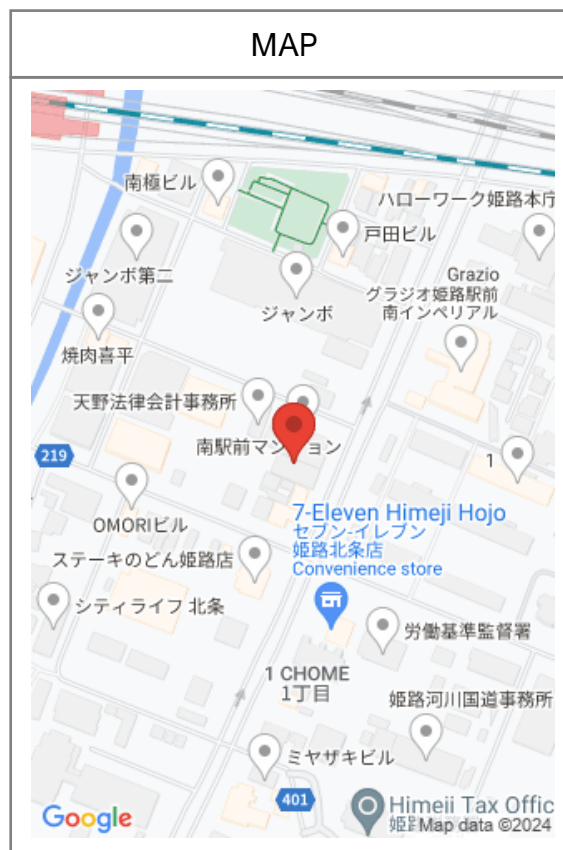 MAP
南極ビル
ハローワーク姫路本庁
戸田ビル
ジャンボ第二
ジャンボ
Grazio
グラジオ姫路駅前
南インペリアル
焼肉喜平
天野法律会計事務所
南駅前マンション
219
1
OMORIビル
7-Eleven Himeji Hojo
セブン-イレブン
姫路北条店
Convenience store
ステーキのどん姫路店
シティライフ 北条
労働基準監督署
1 CHOME
1丁目
姫路河川国道事務所
ミヤザキビル
401
Himeji Tax Offic
姫路
Google
Map data ©2024